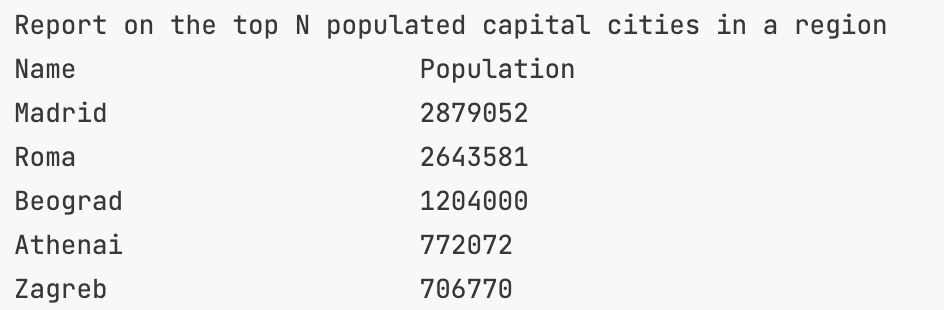 Report on the top N populated capital cities in a region
Name Population
Madrid 2879052
Roma 2643581
Beograd 1204000
Athenai 772072
Zagreb 706770